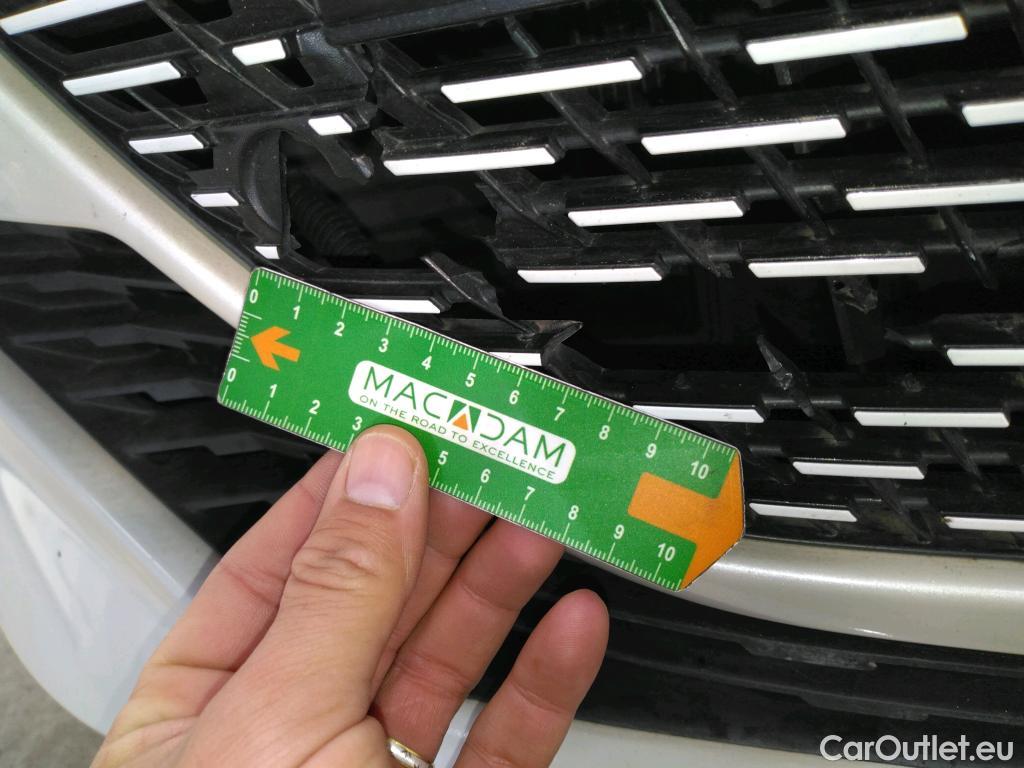 0 1 2 3 4 5 6 7 8 9 10
MACADAM
ON THE ROAD TO EXCELLENCE
0 1 2 3 5 6 7 8 9 10
CarOutlet.eu